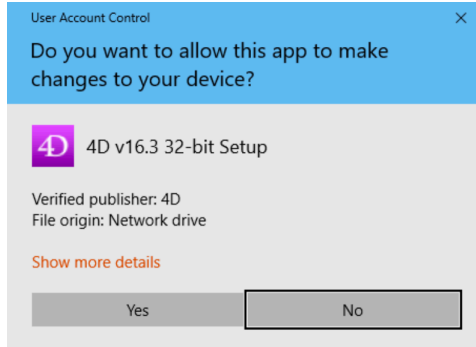 User Account Control
Do you want to allow this app to make
changes to your device?
4D
4D v16.3 32-bit Setup
Verified publisher: 4D
File origin: Network drive
Show more details
Yes
No